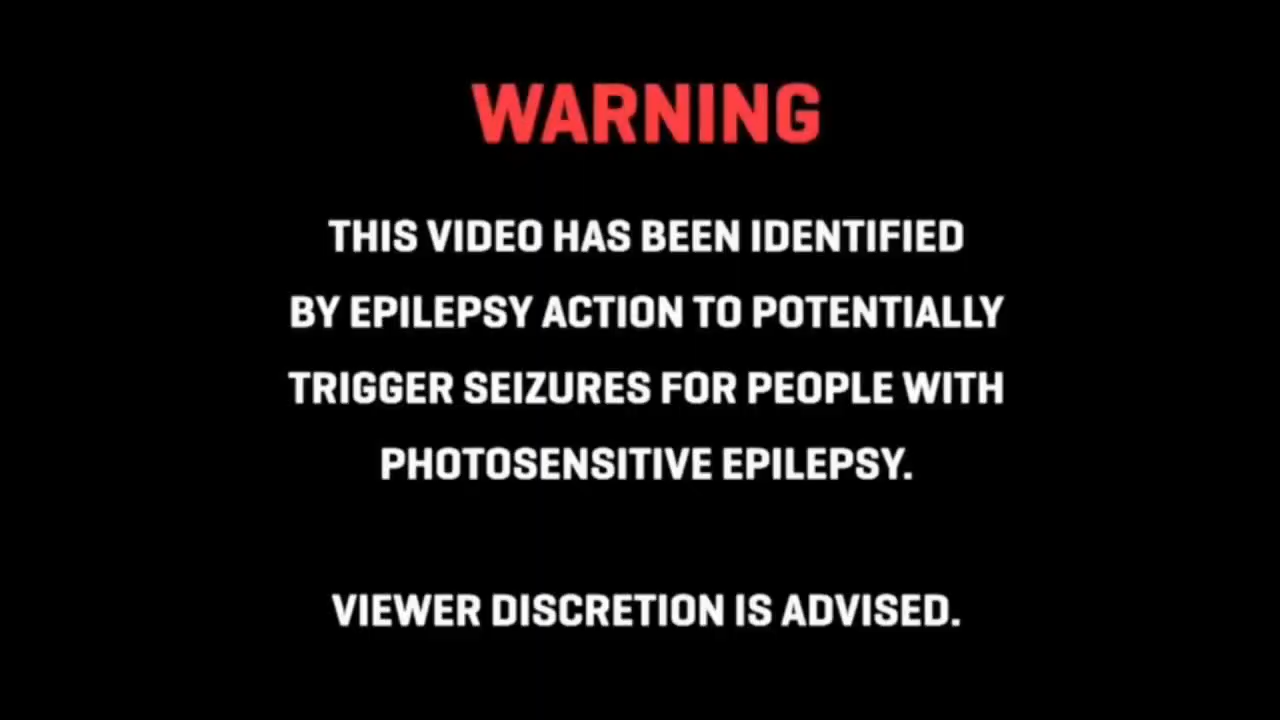 WARNING
THIS VIDEO HAS BEEN IDENTIFIED
BY EPILEPSY ACTION TO POTENTIALLY
TRIGGER SEIZURES FOR PEOPLE WITH
PHOTOSENSITIVE EPILEPSY.
VIEWER DISCRETION IS ADVISED.